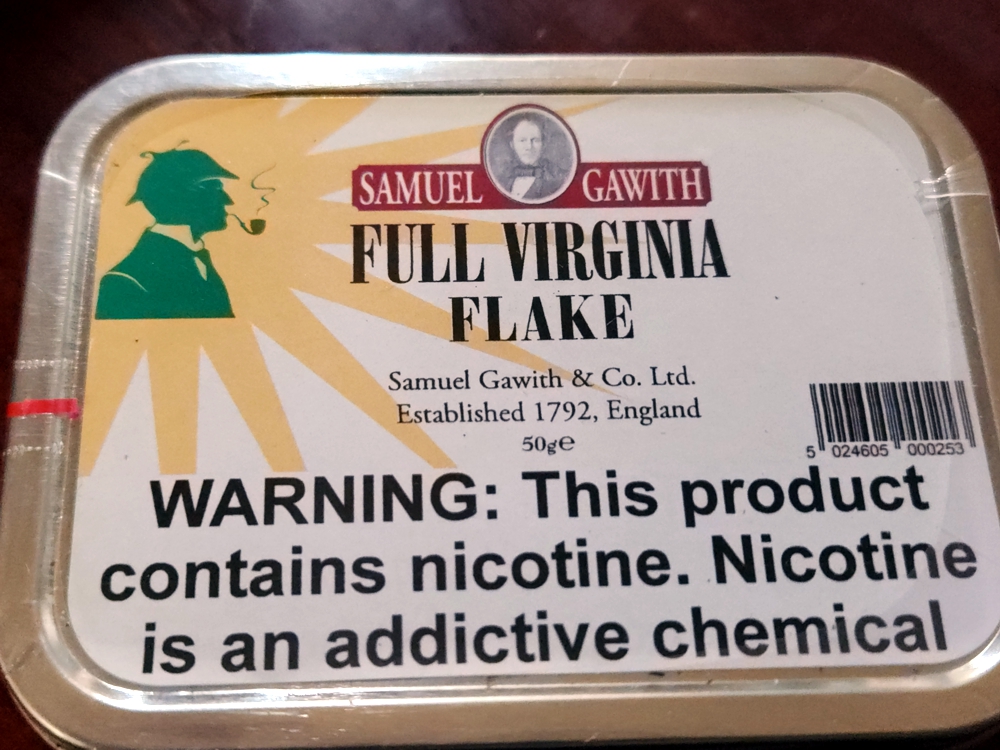 SAMUEL GAWITH
FULL VIRGINIA
FLAKE
Samuel Gawith & Co. Ltd.
Established 1792, England
50g℮
5 024605 000253
WARNING: This product
contains nicotine. Nicotine
is an addictive chemical